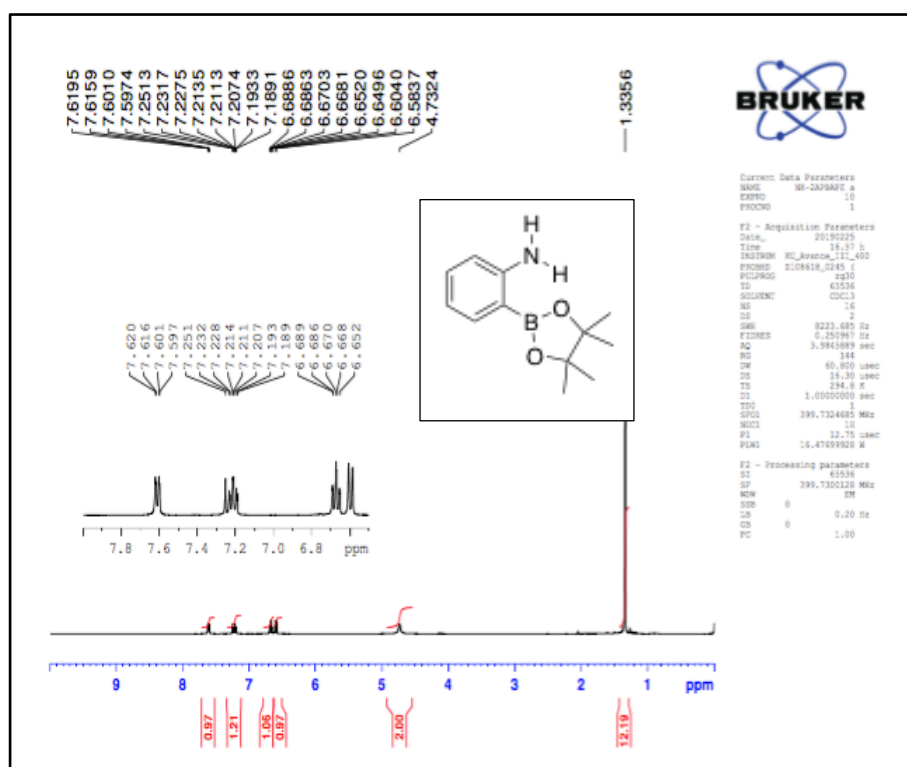 7.6195
7.6159
7.6010
7.5974
7.2513
7.2317
7.2275
7.2135
7.2113
7.2074
7.1933
7.1891
6.6886
6.6863
6.6703
6.6681
6.6520
6.6496
6.6040
6.5837
4.7324
1.3356
BRUKER
Current Data Parameters
NAME
EXPNO 10
PROCNO 1
F2 - Acquisition Parameters
Date_ 20190225
Time 16.57 h
INSTRUM
PROBHD
PULPROG zg30
TD 65536
SOLVENT CDCl3
NS 16
DS 2
SWH 8223.685 Hz
FIDRES 0.250967 Hz
AQ 3.9845889 sec
RG 144
DW 60.800 usec
DE 16.30 usec
TE 294.8 K
D1 1.00000000 sec
TD0 1
SFO1 399.7324685 MHz
NUC1 1H
P1 12.75 usec
PLW1 16.47699928 W
F2 - Processing parameters
SI 65536
SF 399.7300128 MHz
WDW EM
SSB 0
LB 0.20 Hz
GB 0
PC 1.00
H
N
H
B
O
O
7.620
7.616
7.601
7.597
7.251
7.232
7.228
7.214
7.211
7.207
7.193
7.189
6.689
6.686
6.670
6.668
6.652
7.8 7.6 7.4 7.2 7.0 6.8 ppm
9 8 7 6 5 4 3 2 1 ppm
0.97
1.21
1.06
0.97
2.00
12.19